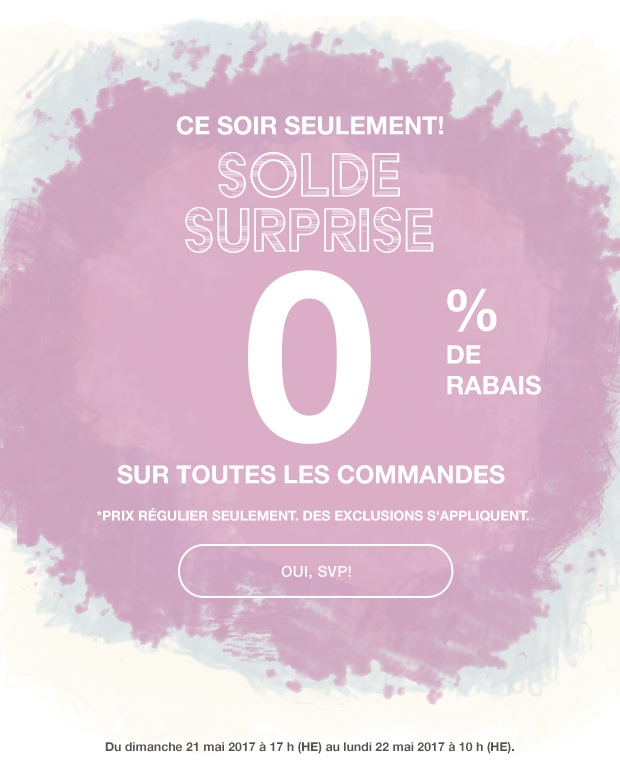 CE SOIR SEULEMENT!
SOLDE
SURPRISE
0
%
DE
RABAIS
SUR TOUTES LES COMMANDES
*PRIX RÉGULIER SEULEMENT. DES EXCLUSIONS S'APPLIQUENT.
OUI, SVP!
Du dimanche 21 mai 2017 à 17 h (HE) au lundi 22 mai 2017 à 10 h (HE).